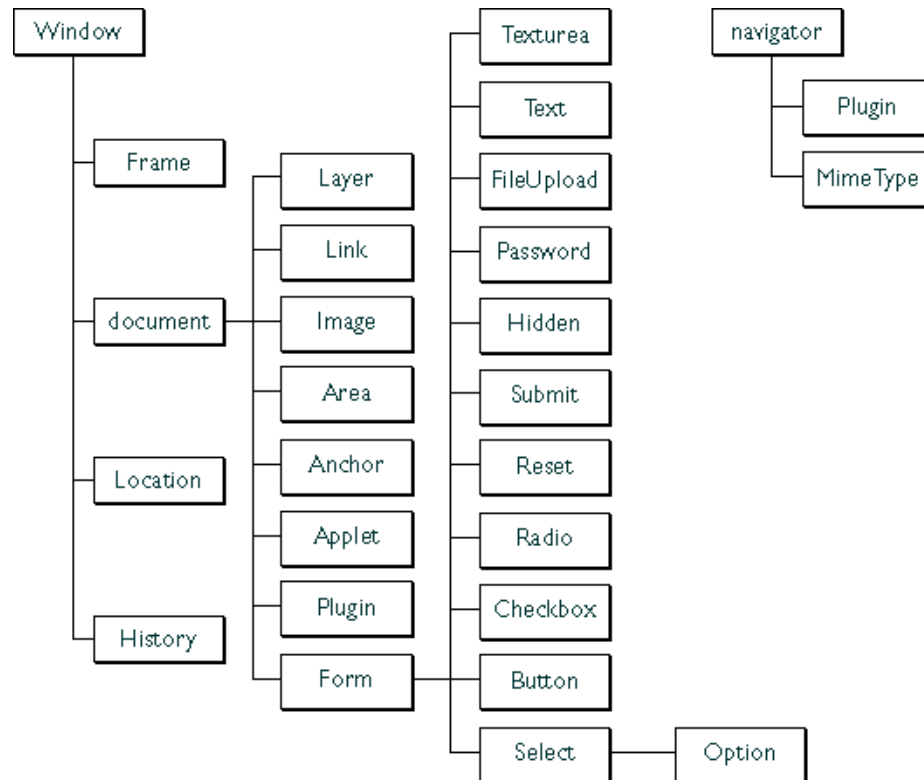 Window
Frame
document
Location
History
Layer
Link
Image
Area
Anchor
Applet
Plugin
Form
Texturea
Text
FileUpload
Password
Hidden
Submit
Reset
Radio
Checkbox
Button
Select
Option
navigator
Plugin
MimeType